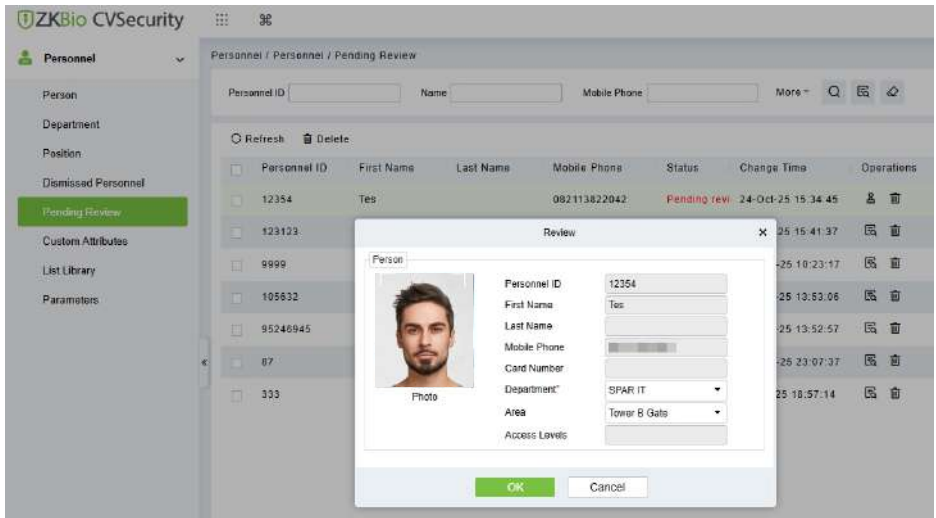 ZKBio CVSecurity
Personnel
Personnel / Personnel / Pending Review
Person
Department
Position
Dismissed Personnel
Pending Review
Custom Attributes
List Library
Parameters
Personnel ID Name Mobile Phone More
Refresh Delete
Personnel ID First Name Last Name Mobile Phone Status Change Time Operations
12354 Tes 082113822042 Pending revi 24-Oct-25 15:34:45
123123 25 15:41:37
9999 -25 10:23:17
105632 -25 13:53:06
95246945 -25 13:52:57
87 -25 23:07:37
333 25 18:57:14
Review
Person
Photo
Personnel ID 12354
First Name Tes
Last Name
Mobile Phone
Card Number
Department* SPAR IT
Area Tower B Gate
Access Levels
OK Cancel